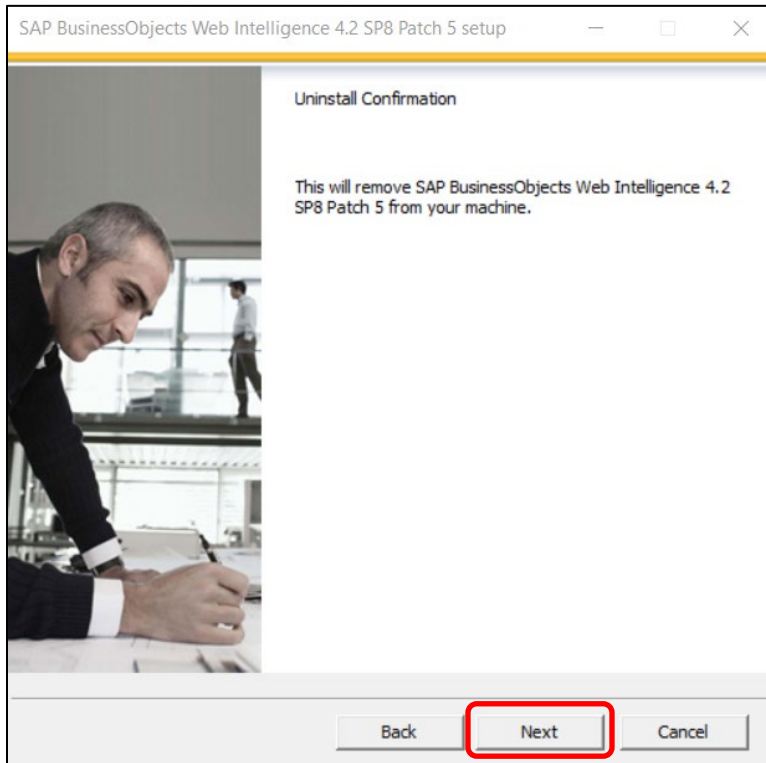 SAP BusinessObjects Web Intelligence 4.2 SP8 Patch 5 setup
Uninstall Confirmation
This will remove SAP BusinessObjects Web Intelligence 4.2
SP8 Patch 5 from your machine.
Back
Next
Cancel